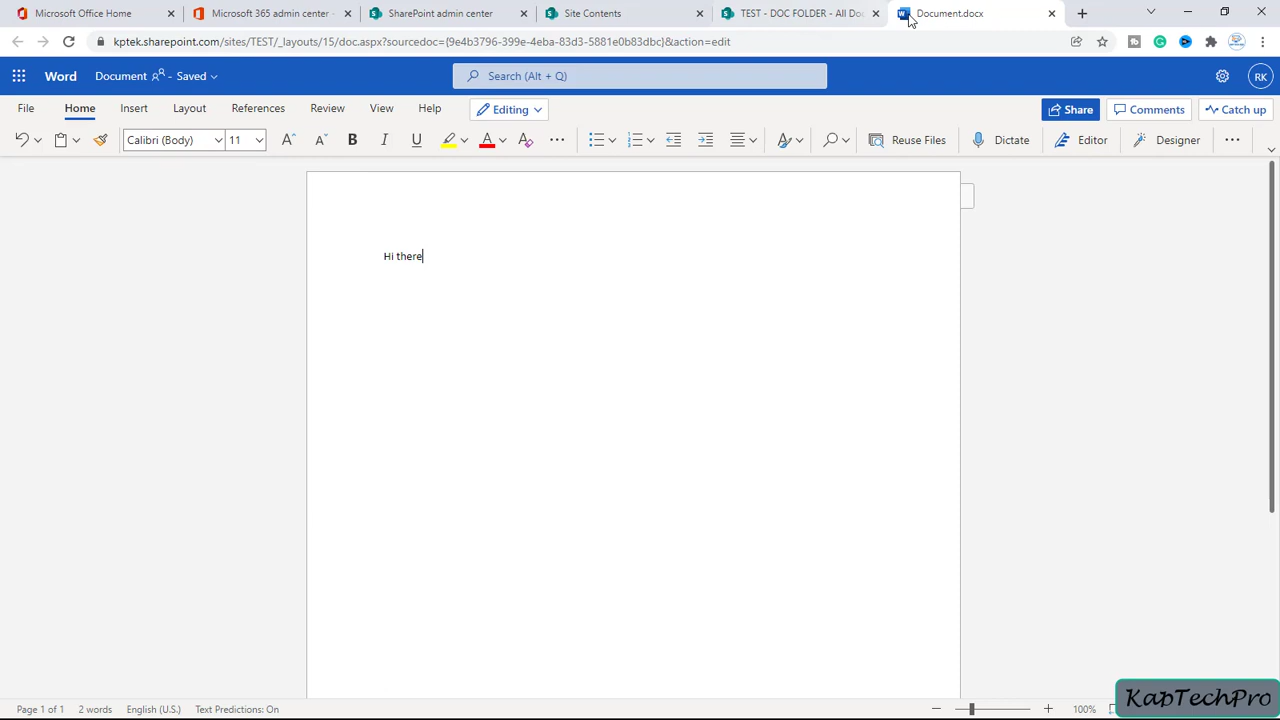 Microsoft Office Home
Microsoft 365 admin center -
SharePoint admin center
Site Contents
TEST - DOC FOLDER - All Doc
Document.docx
kptek.sharepoint.com/sites/TEST/_layouts/15/doc.aspx?sourcedoc={9e4b3796-399e-4eba-83d3-5881e0b83dbc}&action=edit
Word Document - Saved Search (Alt + Q) RK
File Home Insert Layout References Review View Help Editing Share Comments Catch up
Calibri (Body) 11 Reuse Files Dictate Editor Designer
Hi there
Page 1 of 1 2 words English (U.S.) Text Predictions: On 100%
KapTechPro